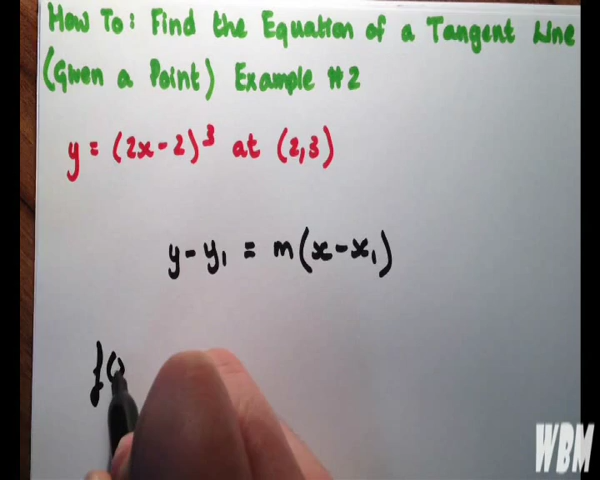 How To: Find the Equation of a Tangent Line
(Given a Point) Example #2
y = (2x - 2)³ at (2,3)
y - y₁ = m(x - x₁)
f(
WBM